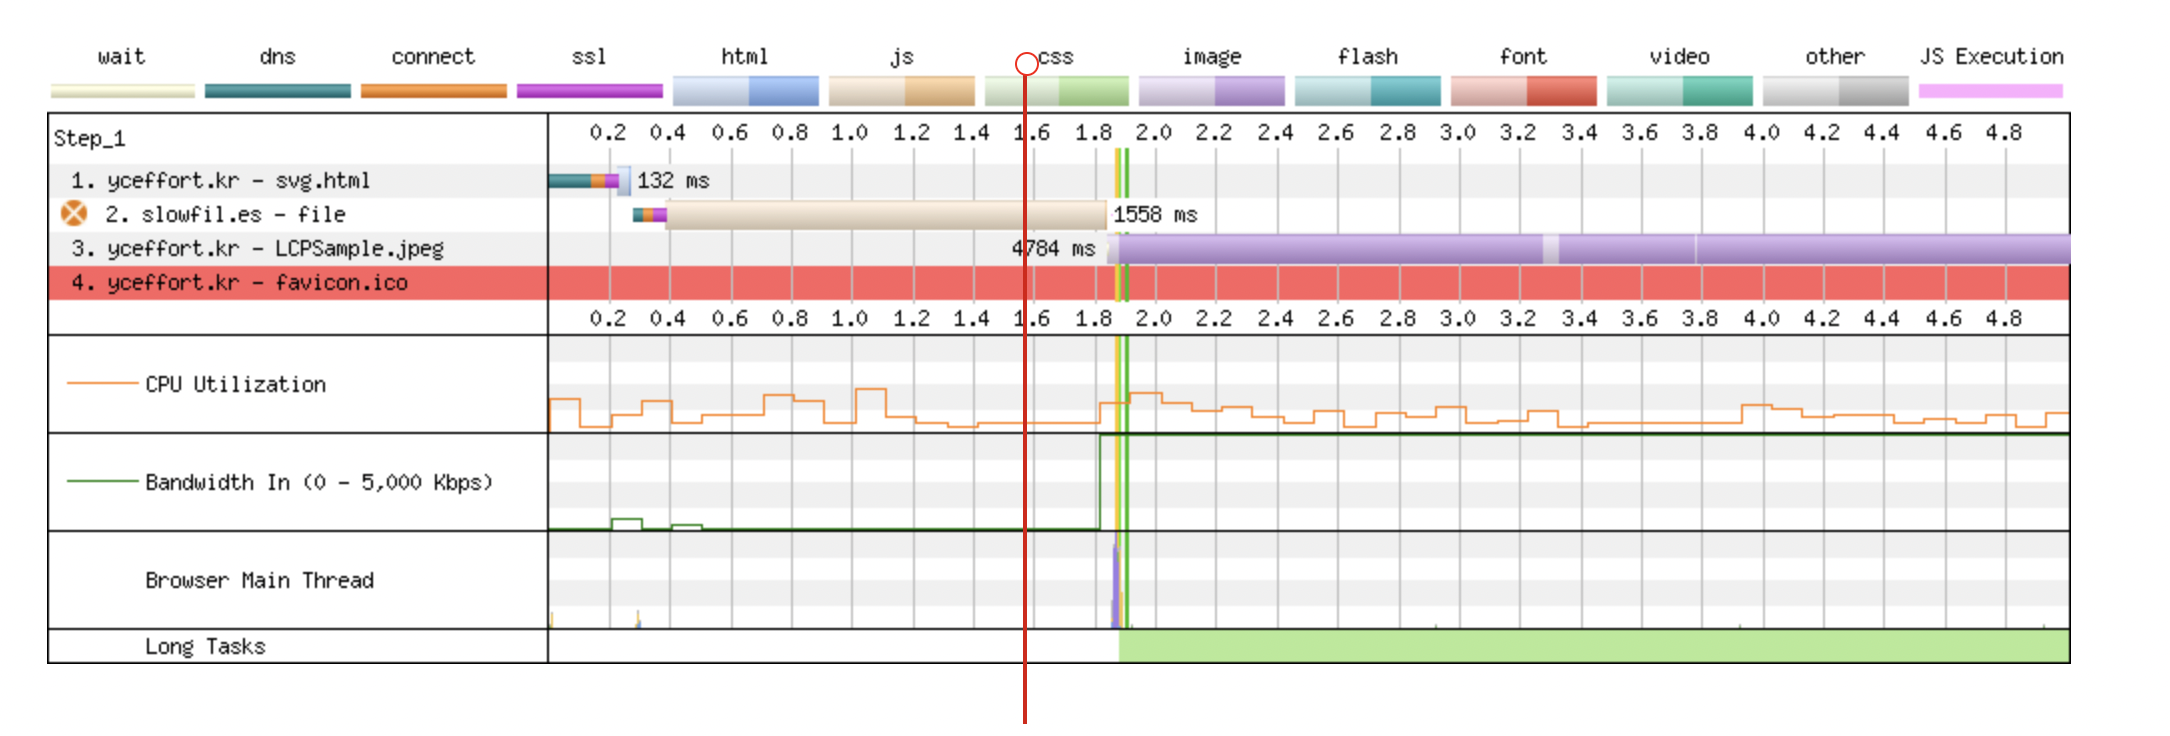 wait dns connect ssl html js css image flash font video other JS Execution
Step_1 0.2 0.4 0.6 0.8 1.0 1.2 1.4 1.6 1.8 2.0 2.2 2.4 2.6 2.8 3.0 3.2 3.4 3.6 3.8 4.0 4.2 4.4 4.6 4.8
1. yceffort.kr - svg.html 132 ms
2. slowfil.es - file 1558 ms
3. yceffort.kr - LCPSample.jpeg 4784 ms
4. yceffort.kr - favicon.ico
0.2 0.4 0.6 0.8 1.0 1.2 1.4 1.6 1.8 2.0 2.2 2.4 2.6 2.8 3.0 3.2 3.4 3.6 3.8 4.0 4.2 4.4 4.6 4.8
CPU Utilization
Bandwidth In (0 - 5,000 Kbps)
Browser Main Thread
Long Tasks